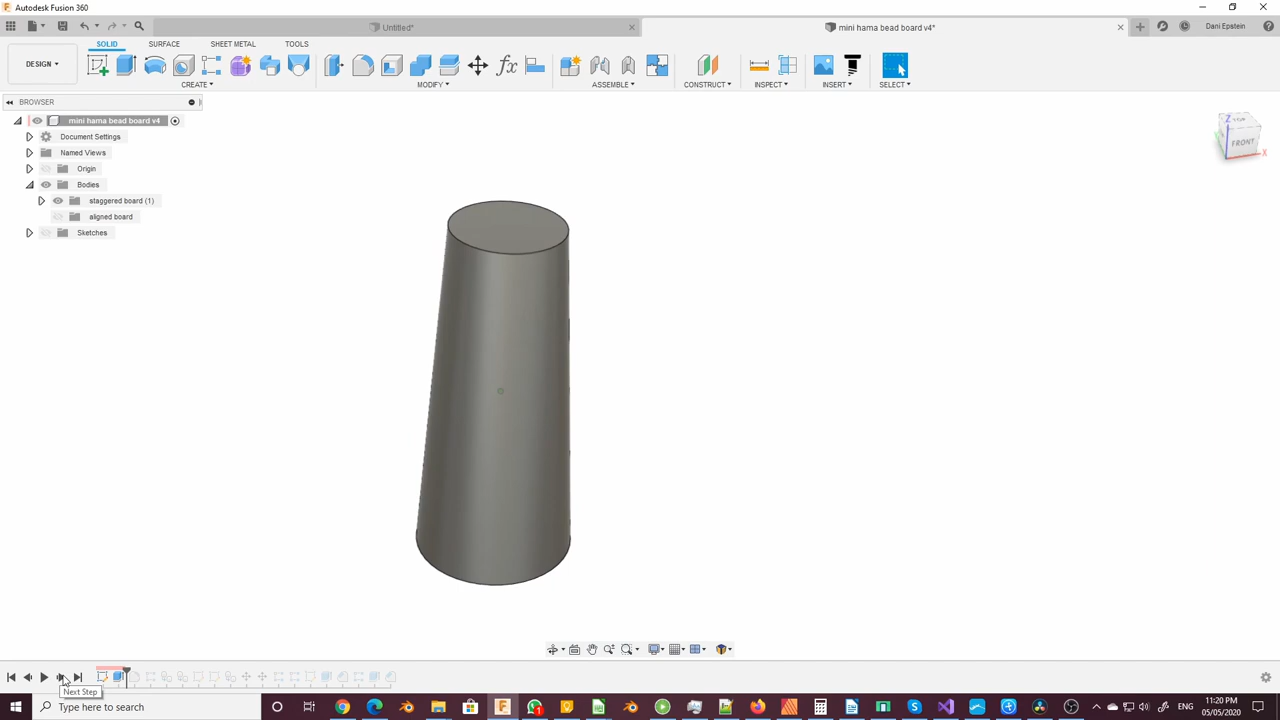 Autodesk Fusion 360
Untitled*
mini hama bead board v4*
Dani Epstein
SOLID
SURFACE
SHEET METAL
TOOLS
DESIGN
CREATE
MODIFY
ASSEMBLE
CONSTRUCT
INSPECT
INSERT
SELECT
BROWSER
mini hama bead board v4
Document Settings
Named Views
Origin
Bodies
staggered board (1)
aligned board
Sketches
Z
TOP
FRONT
X
Next Step
Type here to search
11:20 PM
05/05/2020